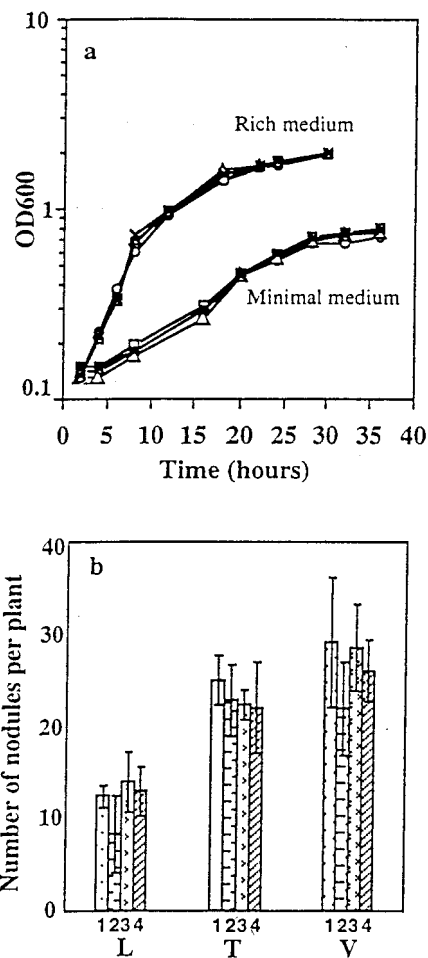 10
a
Rich medium
OD600
1
Minimal medium
0.1
0 5 10 15 20 25 30 35 40
Time (hours)
40
b
Number of nodules per plant
30
20
10
0
1234 1234 1234
L T V